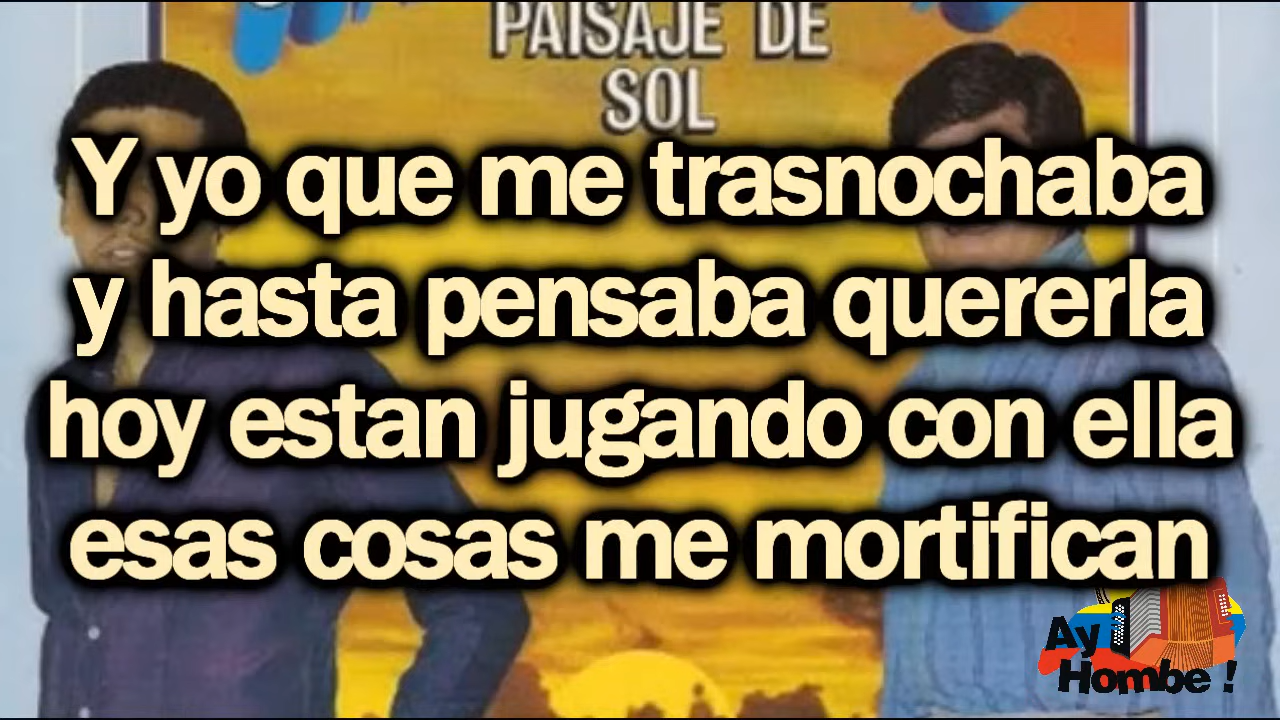 PAISAJE DE
SOL
Y yo que me trasnochaba
y hasta pensaba quererla
hoy estan jugando con ella
esas cosas me mortifican
Ay
Hombe !